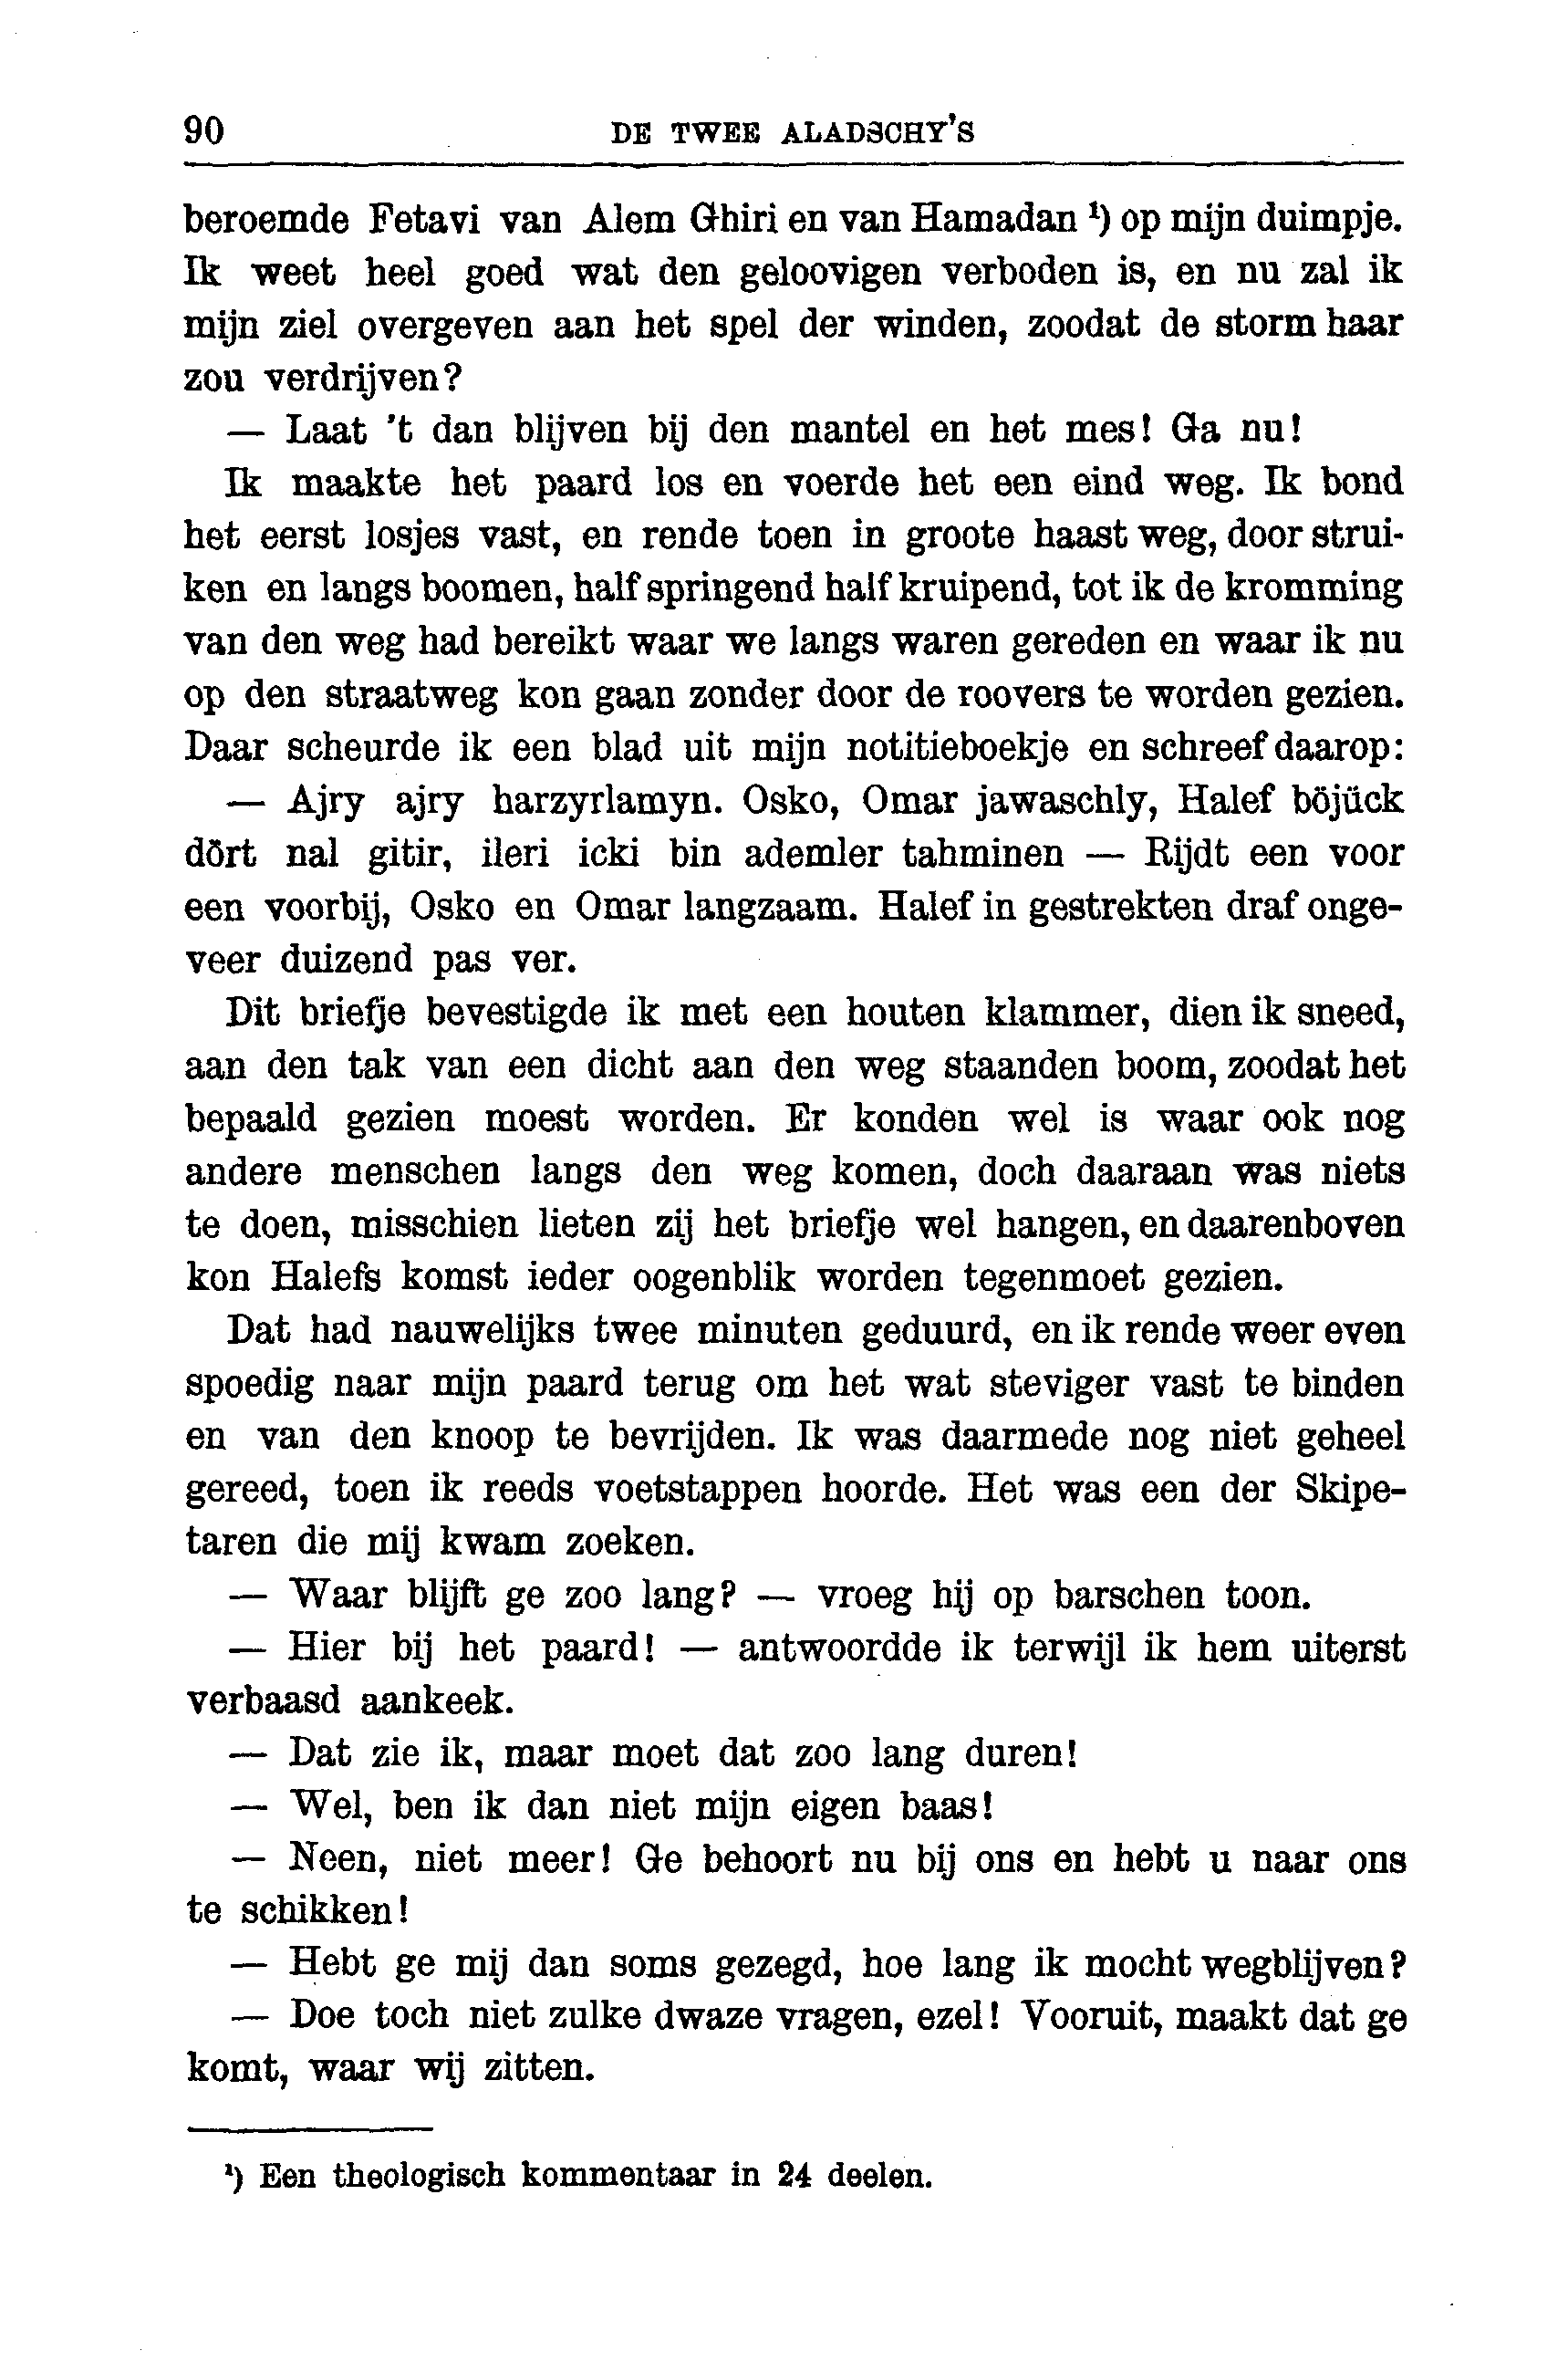 90 DE TWEE ALADSCHY'S
beroemde Fetavi van Alem Ghiri en van Hamadan ¹) op mijn duimpje.
Ik weet heel goed wat den geloovigen verboden is, en nu zal ik
mijn ziel overgeven aan het spel der winden, zoodat de storm haar
zou verdrijven?
— Laat 't dan blijven bij den mantel en het mes! Ga nu!
Ik maakte het paard los en voerde het een eind weg. Ik bond
het eerst losjes vast, en rende toen in groote haast weg, door strui-
ken en langs boomen, half springend half kruipend, tot ik de kromming
van den weg had bereikt waar we langs waren gereden en waar ik nu
op den straatweg kon gaan zonder door de roovers te worden gezien.
Daar scheurde ik een blad uit mijn notitieboekje en schreef daarop:
— Ajry ajry harzyrlamyn. Osko, Omar jawaschly, Halef böjück
dört nal gitir, ileri icki bin ademler tahminen — Rijdt een voor
een voorbij, Osko en Omar langzaam. Halef in gestrekten draf onge-
veer duizend pas ver.
Dit briefje bevestigde ik met een houten klammer, dien ik sneed,
aan den tak van een dicht aan den weg staanden boom, zoodat het
bepaald gezien moest worden. Er konden wel is waar ook nog
andere menschen langs den weg komen, doch daaraan was niets
te doen, misschien lieten zij het briefje wel hangen, en daarenboven
kon Halefs komst ieder oogenblik worden tegenmoet gezien.
Dat had nauwelijks twee minuten geduurd, en ik rende weer even
spoedig naar mijn paard terug om het wat steviger vast te binden
en van den knoop te bevrijden. Ik was daarmede nog niet geheel
gereed, toen ik reeds voetstappen hoorde. Het was een der Skipe-
taren die mij kwam zoeken.
— Waar blijft ge zoo lang? — vroeg hij op barschen toon.
— Hier bij het paard! — antwoordde ik terwijl ik hem uiterst
verbaasd aankeek.
— Dat zie ik, maar moet dat zoo lang duren!
— Wel, ben ik dan niet mijn eigen baas!
— Neen, niet meer! Ge behoort nu bij ons en hebt u naar ons
te schikken!
— Hebt ge mij dan soms gezegd, hoe lang ik mocht wegblijven?
— Doe toch niet zulke dwaze vragen, ezel! Vooruit, maakt dat ge
komt, waar wij zitten.
¹) Een theologisch kommentaar in 24 deelen.